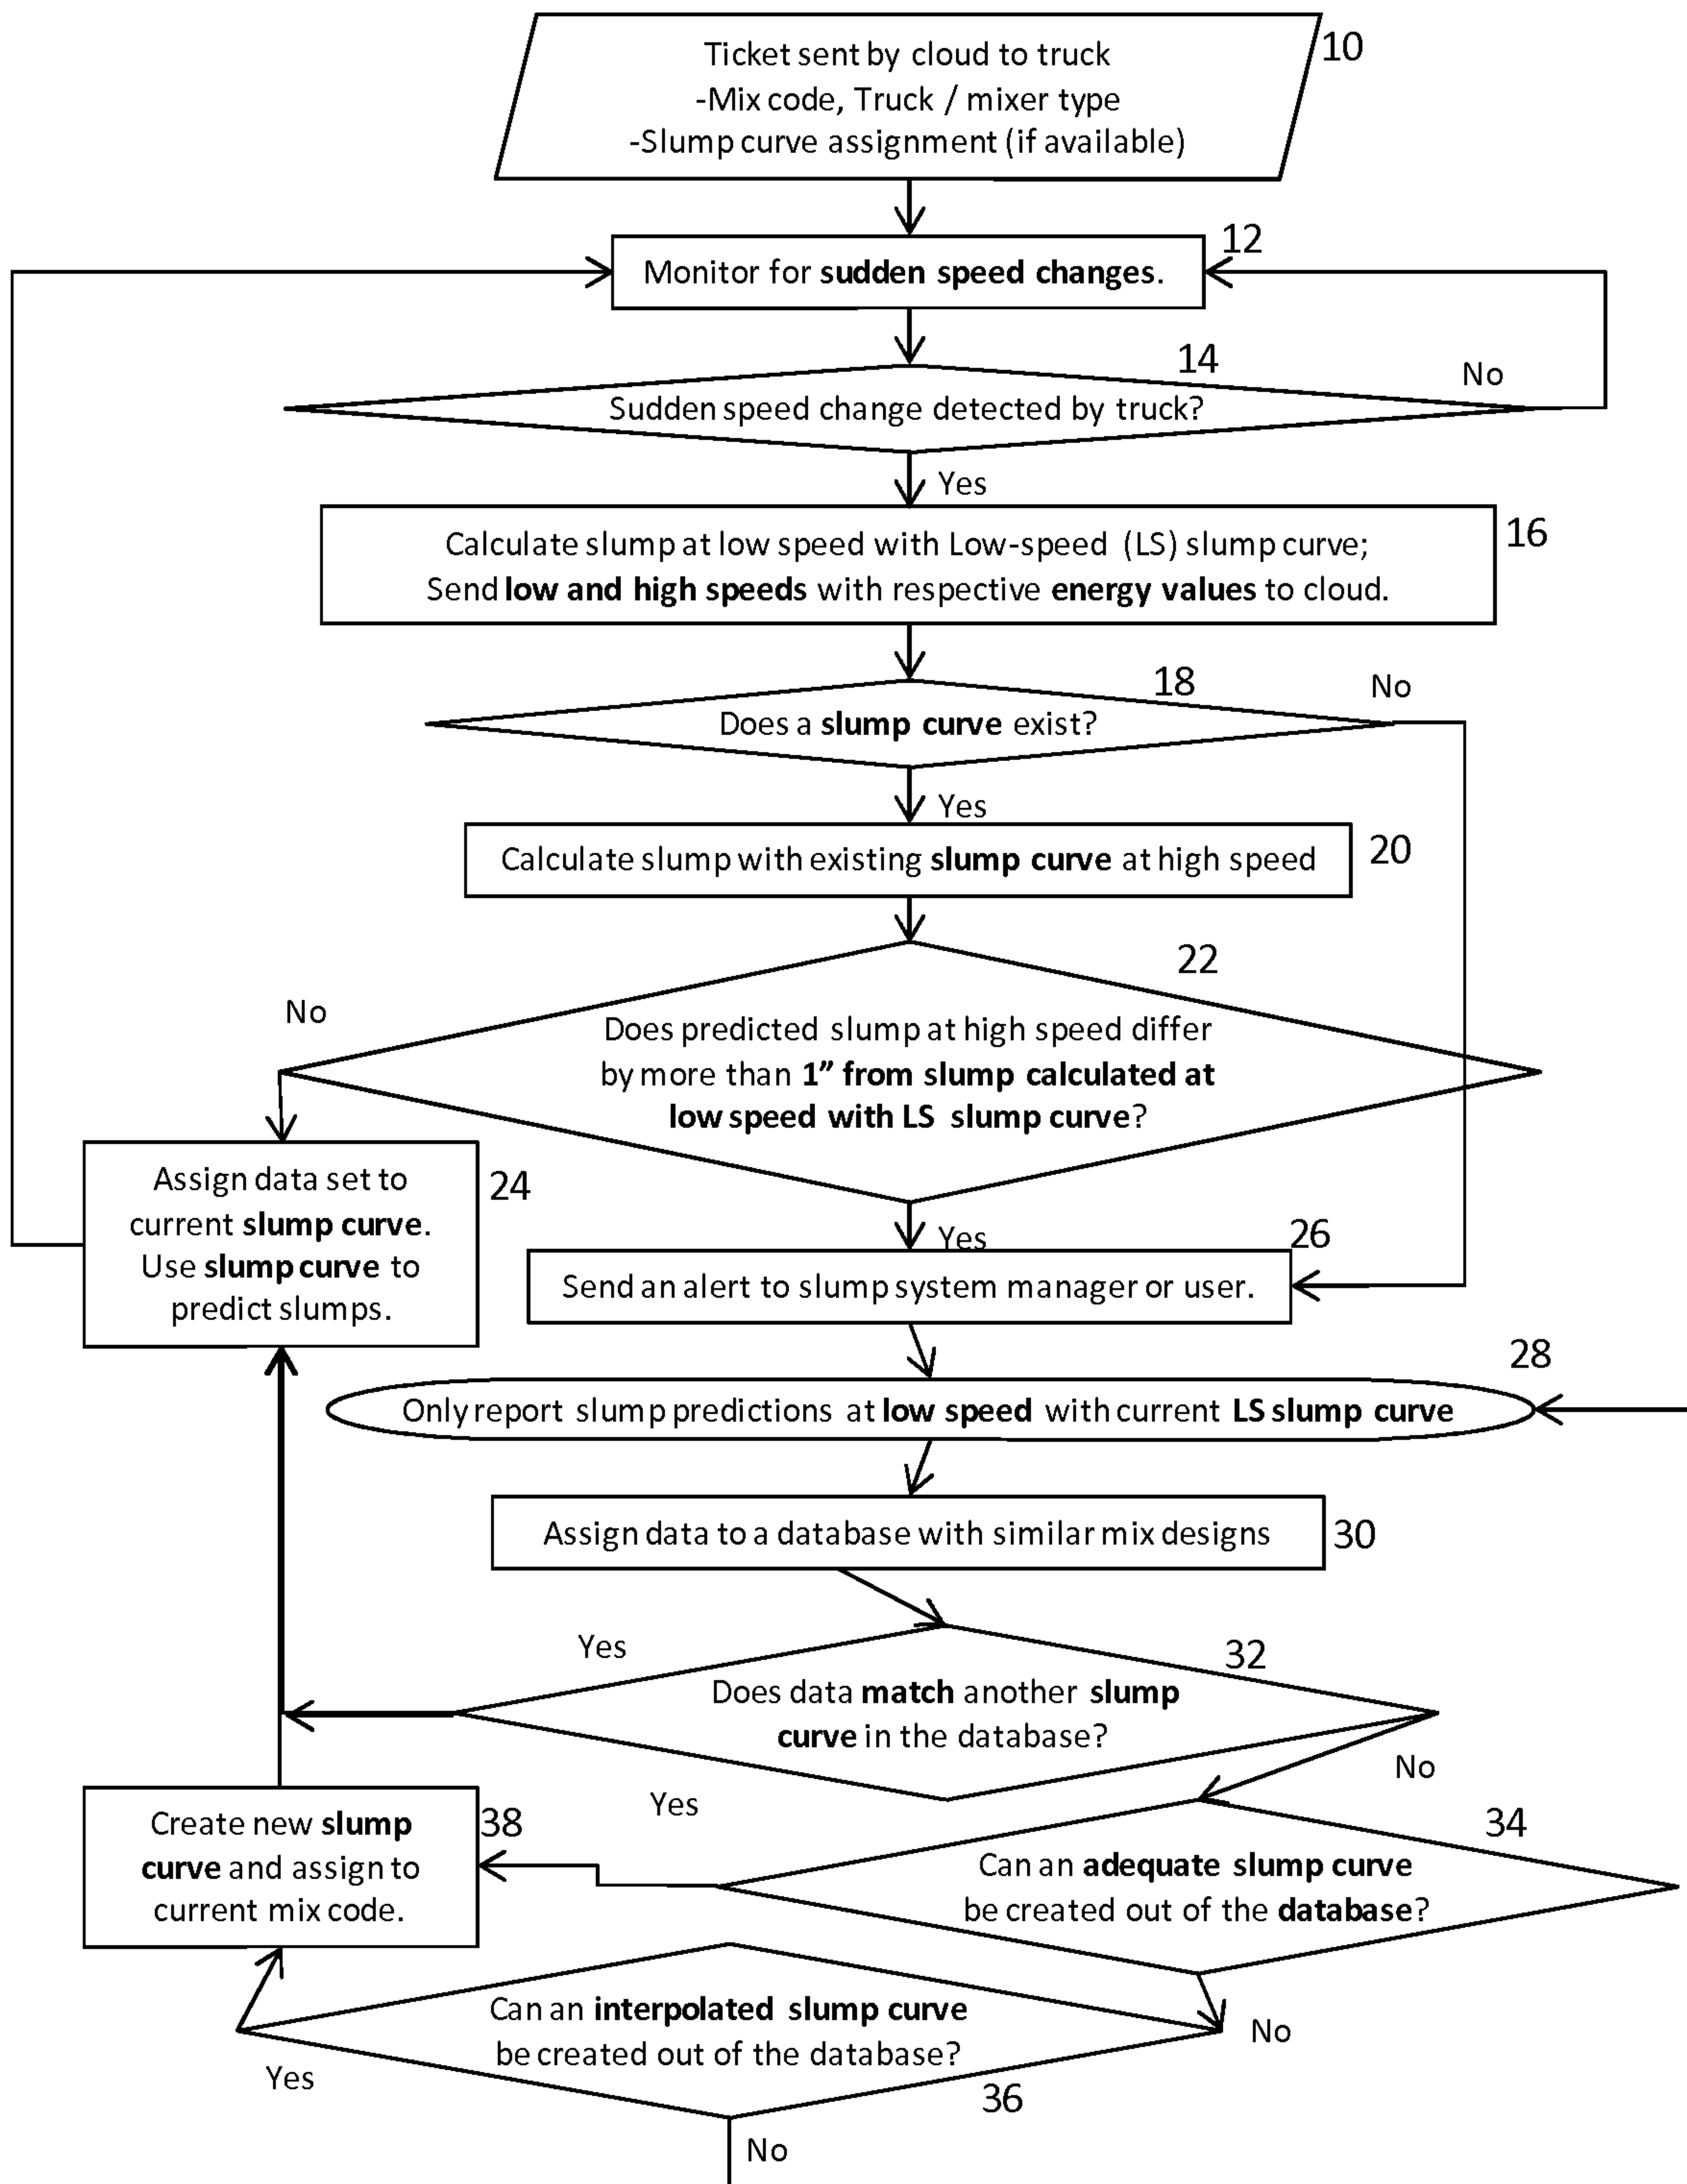 Ticket sent by cloud to truck
-Mix code, Truck / mixer type
-Slump curve assignment (if available)
10
12
Monitor for sudden speed changes.
14
No
Sudden speed change detected by truck?
Yes
16
Calculate slump at low speed with Low-speed (LS) slump curve;
Send low and high speeds with respective energy values to cloud.
18
No
Does a slump curve exist?
Yes
Calculate slump with existing slump curve at high speed
20
22
No
Does predicted slump at high speed differ
by more than 1” from slump calculated at
low speed with LS slump curve?
Assign data set to
current slump curve.
Use slump curve to
predict slumps.
24
Yes
26
Send an alert to slump system manager or user.
28
Only report slump predictions at low speed with current LS slump curve
Assign data to a database with similar mix designs
30
Yes
32
Does data match another slump
curve in the database?
No
Yes
34
Create new slump
curve and assign to
current mix code.
38
Can an adequate slump curve
be created out of the database?
Can an interpolated slump curve
be created out of the database?
No
Yes
36
No